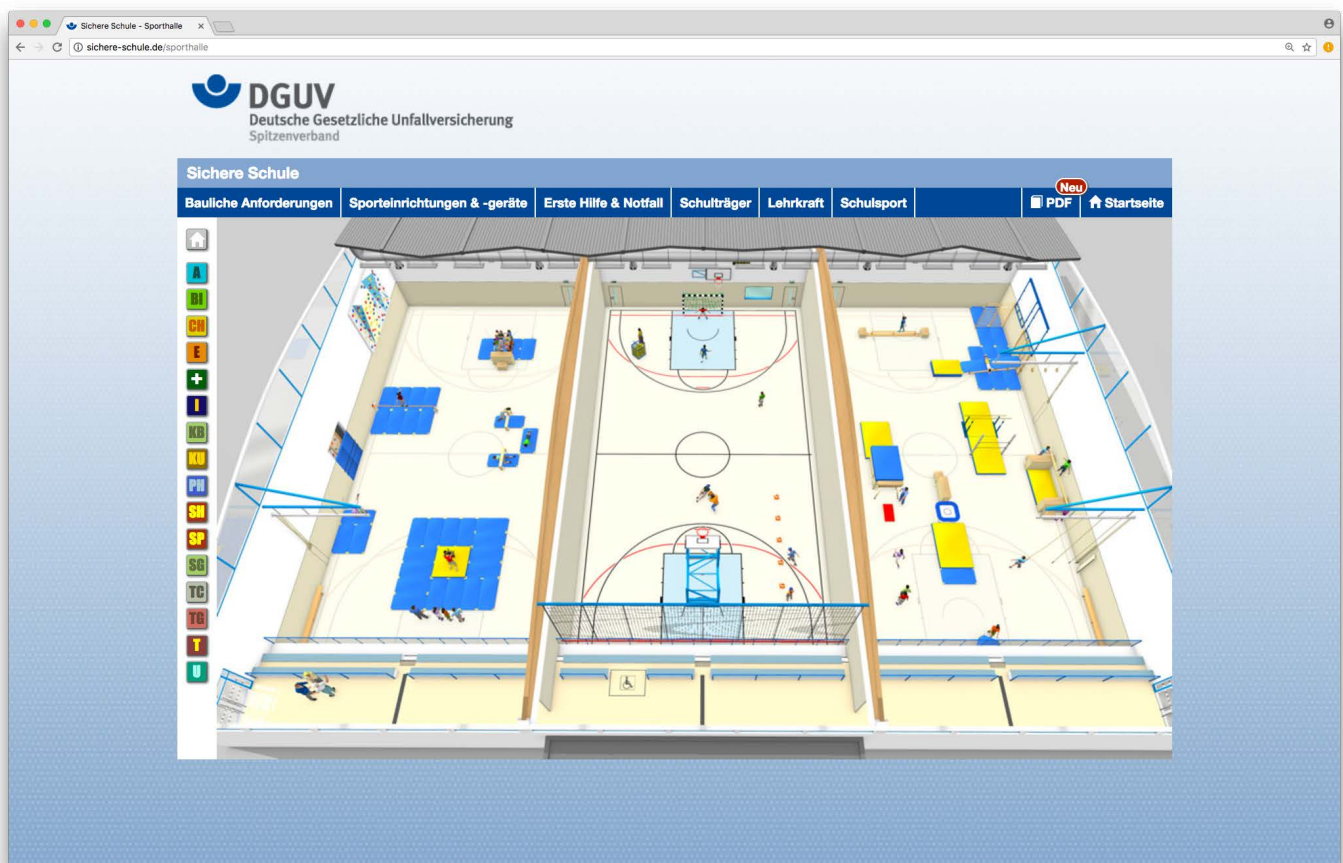 Sichere Schule - Sporthalle
sichere-schule.de/sporthalle
DGUV
Deutsche Gesetzliche Unfallversicherung
Spitzenverband
Sichere Schule
Neu
Bauliche Anforderungen Sporteinrichtungen & -geräte Erste Hilfe & Notfall Schulträger Lehrkraft Schulsport PDF Startseite
A
BI
CH
E
I
KB
KU
PH
SH
SP
SG
TC
TG
T
U